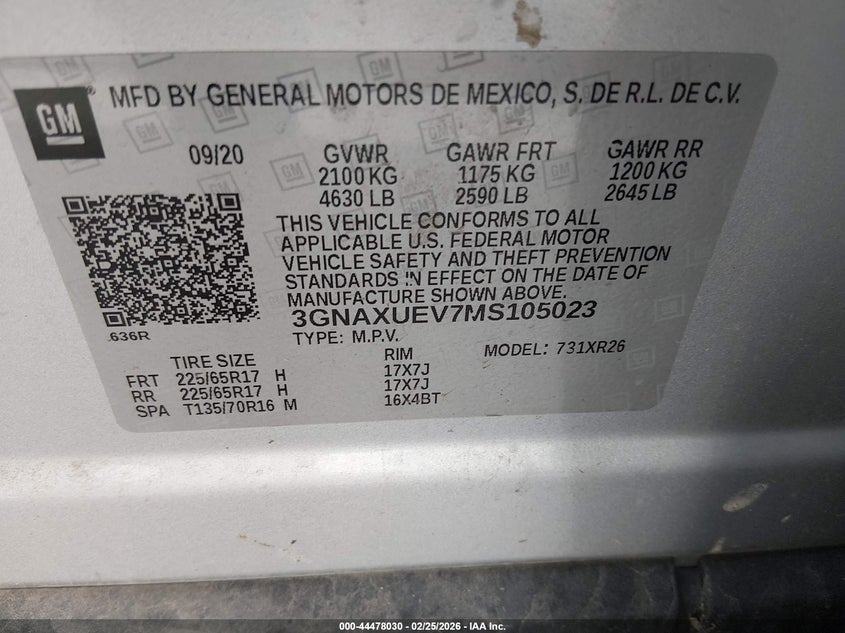 GM
MFD BY GENERAL MOTORS DE MEXICO, S. DE R.L. DE C.V.
09/20 GVWR GAWR FRT GAWR RR
2100 KG 1175 KG 1200 KG
4630 LB 2590 LB 2645 LB
THIS VEHICLE CONFORMS TO ALL
APPLICABLE U.S. FEDERAL MOTOR
VEHICLE SAFETY AND THEFT PREVENTION
STANDARDS IN EFFECT ON THE DATE OF
MANUFACTURE SHOWN ABOVE.
3GNAXUEV7MS105023
636R TYPE: M.P.V.
TIRE SIZE RIM MODEL: 731XR26
FRT 225/65R17 H 17X7J
RR 225/65R17 H 17X7J
SPA T135/70R16 M 16X4BT
000-44478030 - 02/25/2026 - IAA Inc.